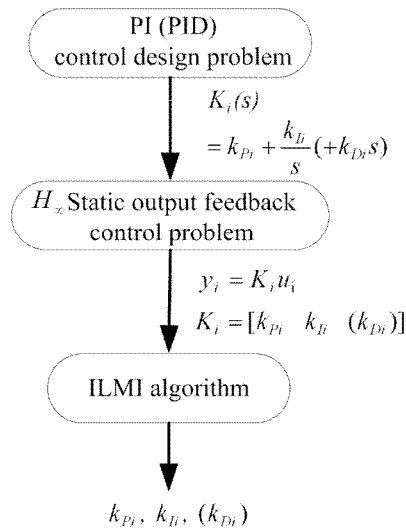 PI (PID)
control design problem
K_i(s)
= k_{Pi} + \frac{k_{Ii}}{s} (+k_{Di}s)
H_∞ Static output feedback
control problem
y_i = K_i u_i
K_i = [k_{Pi} k_{Ii} (k_{Di})]
ILMI algorithm
k_{Pi}, k_{Ii}, (k_{Di})